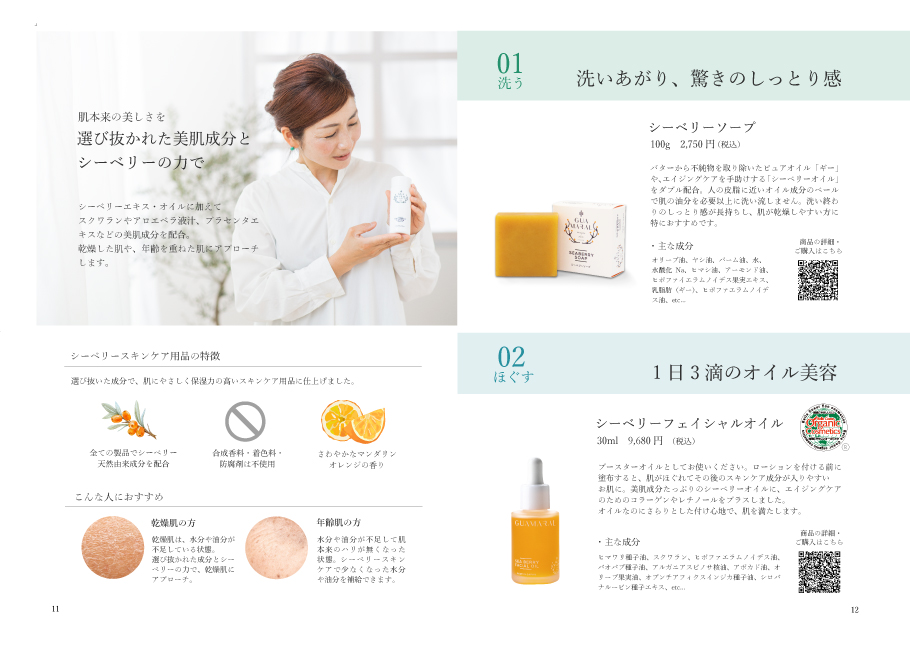 肌本来の美しさを
選び抜かれた美肌成分と
シーベリーの力で
シーベリーエキス・オイルに加えて
スクワランやアロエベラ液汁、プラセンタエ
キスなどの美肌成分を配合。
乾燥した肌や、年齢を重ねた肌にアプローチ
します。
シーベリースキンケア用品の特徴
選び抜いた成分で、肌にやさしく保湿力の高いスキンケア用品に仕上げました。
全ての製品でシーベリー
天然由来成分を配合
合成香料・着色料・
防腐剤は不使用
さわやかなマンダリン
オレンジの香り
こんな人におすすめ
乾燥肌の方
乾燥肌は、水分や油分が
不足している状態。
選び抜かれた成分とシー
ベリーの力で、乾燥肌に
アプローチ。
年齢肌の方
水分や油分が不足して肌
本来のハリが無くなった
状態。シーベリースキン
ケアで少なくなった水分
や油分を補給できます。
11
01
洗う
洗いあがり、驚きのしっとり感
シーベリーソープ
100g 2,750円(税込)
バターから不純物を取り除いたピュアオイル「ギー」
や、エイジングケアを手助けする「シーベリーオイル」
をダブル配合。人の皮脂に近いオイル成分のベール
で肌の油分を必要以上に洗い流しません。洗い終わ
りのしっとり感が長持ちし、肌が乾燥しやすい方に
特におすすめです。
・主な成分
オリーブ油、ヤシ油、パーム油、水、
水酸化 Na、ヒマシ油、アーモンド油、
ヒポファイエラムノイデス果実エキス、
乳脂肪(ギー)、ヒポファエラムノイデ
ス油、etc...
商品の詳細・
ご購入はこちら
GUA
MARAI
SEABERRY
SOAP
02
ほぐす
1日3滴のオイル美容
シーベリーフェイシャルオイル
30ml 9,680円 (税込)
Organic
Cosmetics
ブースターオイルとしてお使いください。ローションを付ける前に
塗布すると、肌がほぐれてその後のスキンケア成分が入りやすい
お肌に。美肌成分たっぷりのシーベリーオイルに、エイジングケア
のためのコラーゲンやレチノールをプラスしました。
オイルなのにさらりとした付け心地で、肌を満たします。
・主な成分
ヒマワリ種子油、スクワラン、ヒポファエラムノイデス油、
バオバブ種子油、アルガニアスピノサ核油、アボカド油、オ
リーブ果実油、オプンチアフィクスインジカ種子油、シロバ
ナルーピン種子エキス、etc...
商品の詳細・
ご購入はこちら
GUAMARAI
SEABERRY
FACIAL OIL
12